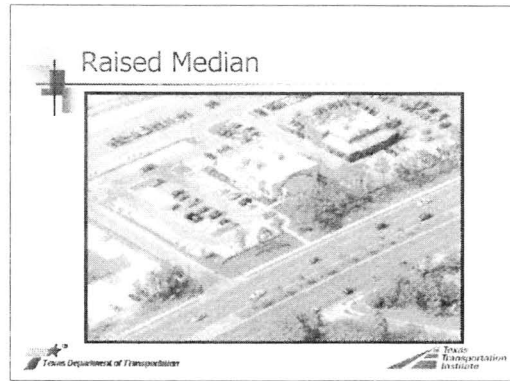 Raised Median
Texas Department of Transportation
Texas
Transportation
Institute